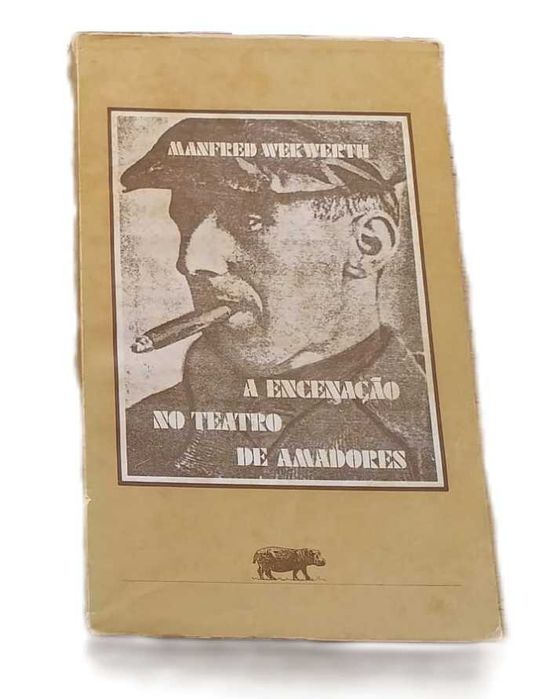 MANFRED WEKWERTH
A ENCENAÇÃO
NO TEATRO
DE AMADORES